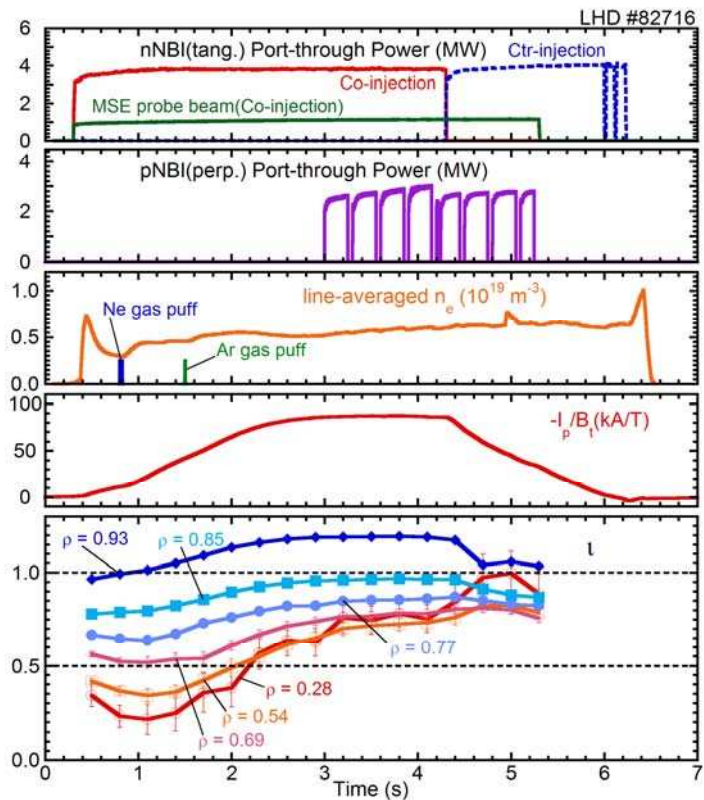 LHD #82716
6
4
2
0
nNBI(tang.) Port-through Power (MW)
Ctr-injection
Co-injection
MSE probe beam(Co-injection)
4
2
0
pNBI(perp.) Port-through Power (MW)
1.0
0.5
0.0
line-averaged n_e (10^19 m^-3)
Ne gas puff
Ar gas puff
100
50
0
-I_p/B_t(kA/T)
1.0
0.5
0.0
ρ = 0.93
ρ = 0.85
ι
ρ = 0.77
ρ = 0.28
ρ = 0.54
ρ = 0.69
0 1 2 3 4 5 6 7
Time (s)